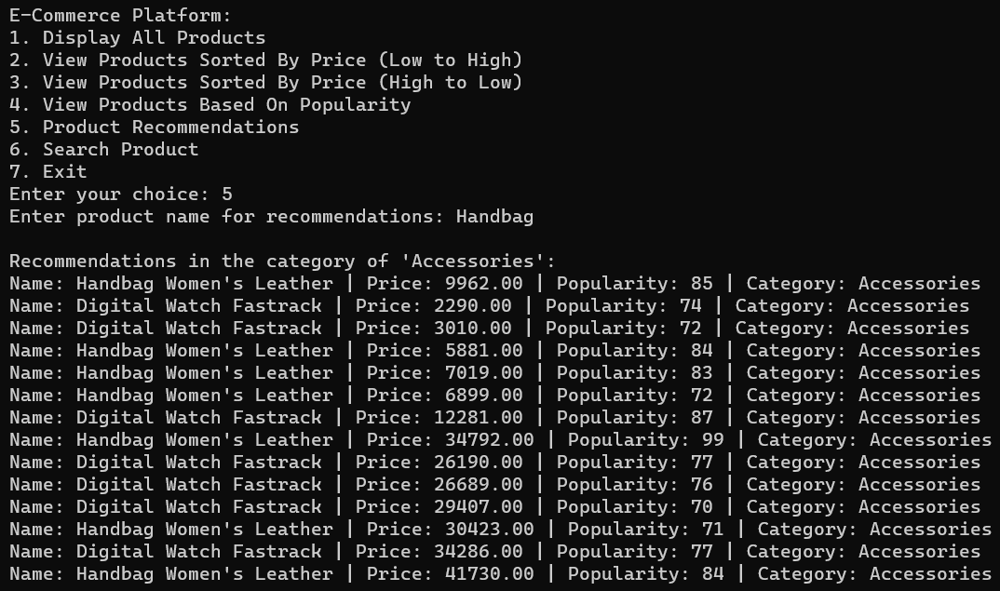 E-Commerce Platform:
1. Display All Products
2. View Products Sorted By Price (Low to High)
3. View Products Sorted By Price (High to Low)
4. View Products Based On Popularity
5. Product Recommendations
6. Search Product
7. Exit
Enter your choice: 5
Enter product name for recommendations: Handbag
Recommendations in the category of 'Accessories':
Name: Handbag Women's Leather | Price: 9962.00 | Popularity: 85 | Category: Accessories
Name: Digital Watch Fastrack | Price: 2290.00 | Popularity: 74 | Category: Accessories
Name: Digital Watch Fastrack | Price: 3010.00 | Popularity: 72 | Category: Accessories
Name: Handbag Women's Leather | Price: 5881.00 | Popularity: 84 | Category: Accessories
Name: Handbag Women's Leather | Price: 7019.00 | Popularity: 83 | Category: Accessories
Name: Handbag Women's Leather | Price: 6899.00 | Popularity: 72 | Category: Accessories
Name: Digital Watch Fastrack | Price: 12281.00 | Popularity: 87 | Category: Accessories
Name: Handbag Women's Leather | Price: 34792.00 | Popularity: 99 | Category: Accessories
Name: Digital Watch Fastrack | Price: 26190.00 | Popularity: 77 | Category: Accessories
Name: Digital Watch Fastrack | Price: 26689.00 | Popularity: 76 | Category: Accessories
Name: Digital Watch Fastrack | Price: 29407.00 | Popularity: 70 | Category: Accessories
Name: Handbag Women's Leather | Price: 30423.00 | Popularity: 71 | Category: Accessories
Name: Digital Watch Fastrack | Price: 34286.00 | Popularity: 77 | Category: Accessories
Name: Handbag Women's Leather | Price: 41730.00 | Popularity: 84 | Category: Accessories